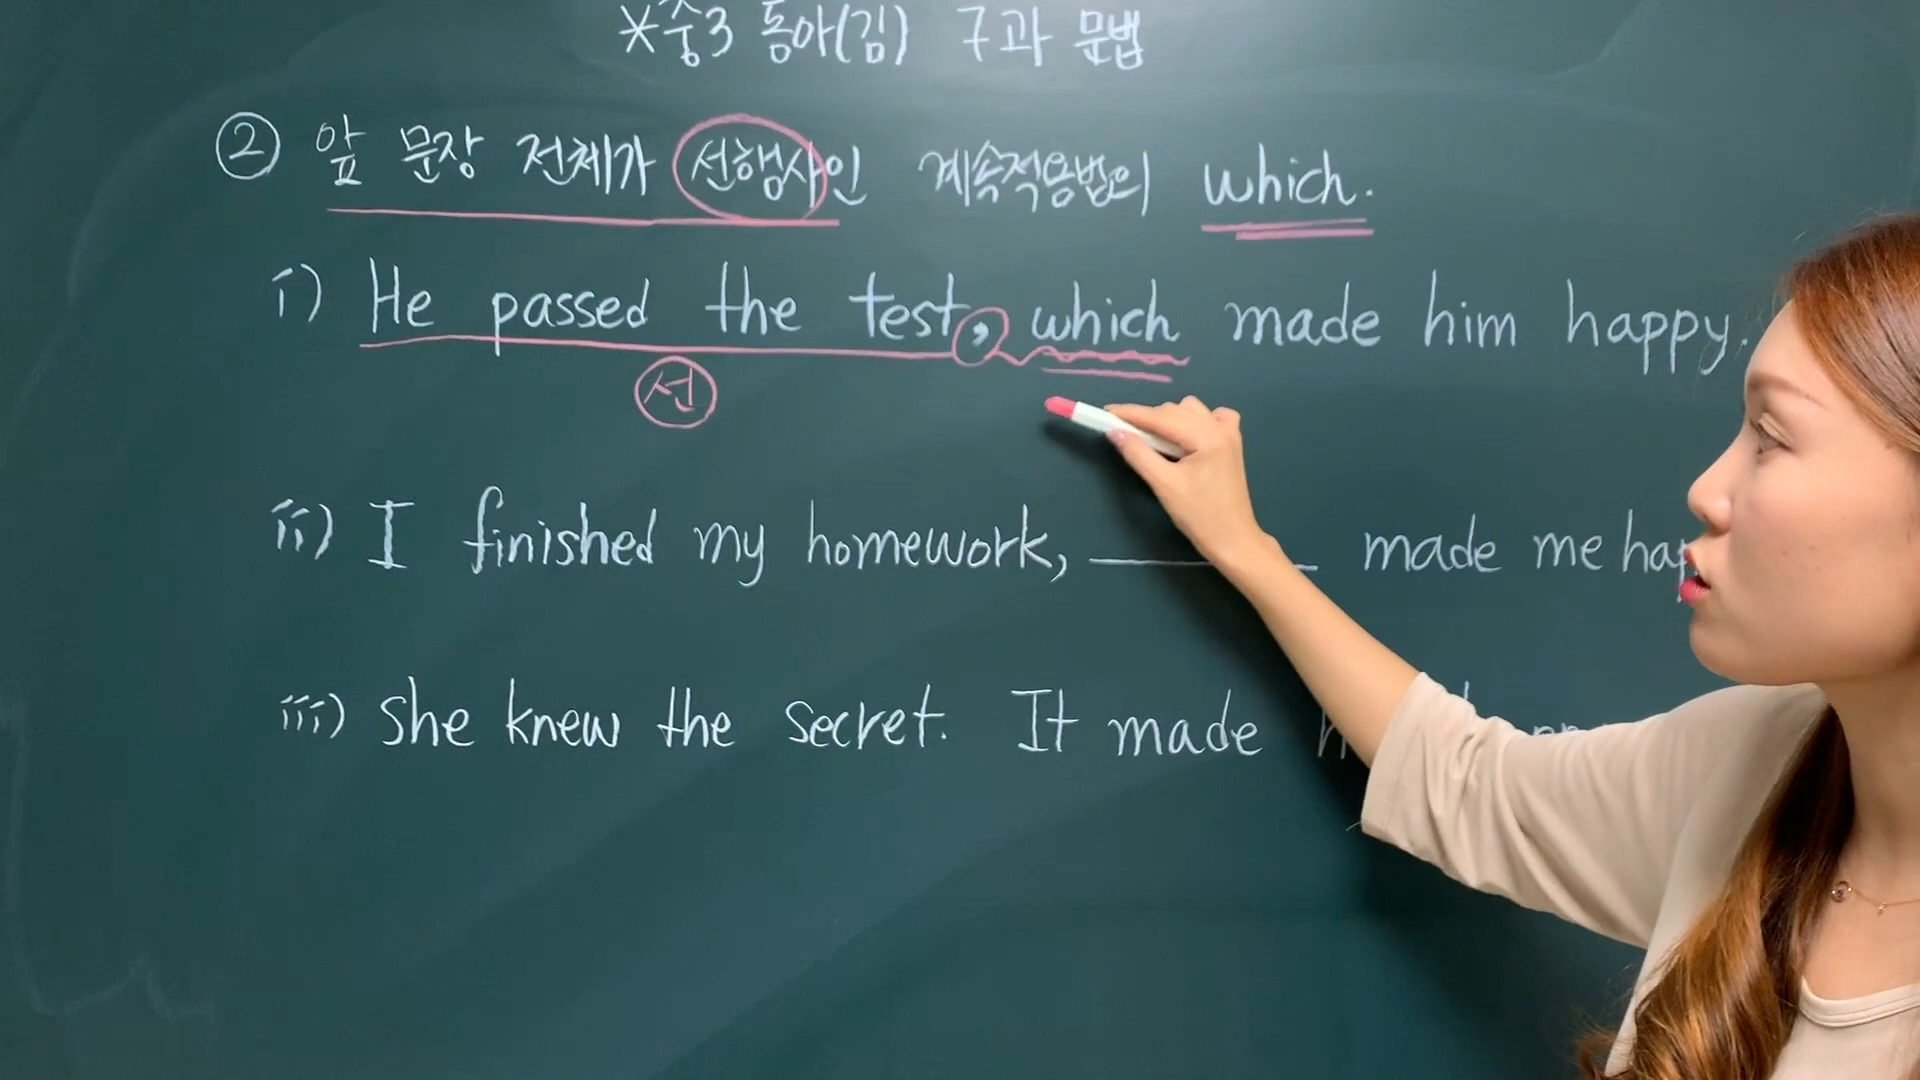 *중3 동아(김) 7과 문법
② 앞 문장 전체가 선행사인 계속적용법의 which.
i) He passed the test, which made him happy.
선
ii) I finished my homework, ______ made me
iii) She knew the secret. It made